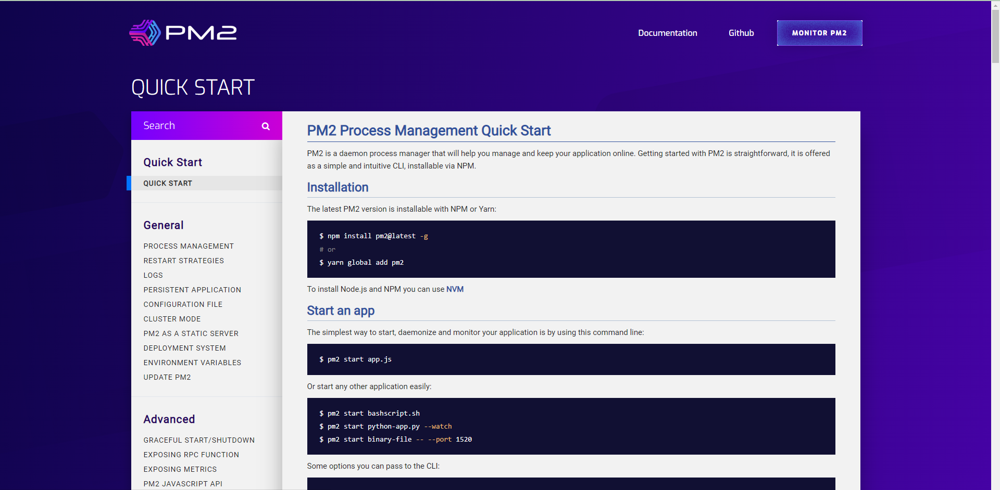 PM2
Documentation
Github
MONITOR PM2
QUICK START
Search
Quick Start
QUICK START
General
PROCESS MANAGEMENT
RESTART STRATEGIES
LOGS
PERSISTENT APPLICATION
CONFIGURATION FILE
CLUSTER MODE
PM2 AS A STATIC SERVER
DEPLOYMENT SYSTEM
ENVIRONMENT VARIABLES
UPDATE PM2
Advanced
GRACEFUL START/SHUTDOWN
EXPOSING RPC FUNCTION
EXPOSING METRICS
PM2 JAVASCRIPT API
PM2 Process Management Quick Start
PM2 is a daemon process manager that will help you manage and keep your application online. Getting started with PM2 is straightforward, it is offered
as a simple and intuitive CLI, installable via NPM.
Installation
The latest PM2 version is installable with NPM or Yarn:
$ npm install pm2@latest -g
# or
$ yarn global add pm2
To install Node.js and NPM you can use NVM
Start an app
The simplest way to start, daemonize and monitor your application is by using this command line:
$ pm2 start app.js
Or start any other application easily:
$ pm2 start bashscript.sh
$ pm2 start python-app.py --watch
$ pm2 start binary-file -- --port 1520
Some options you can pass to the CLI: